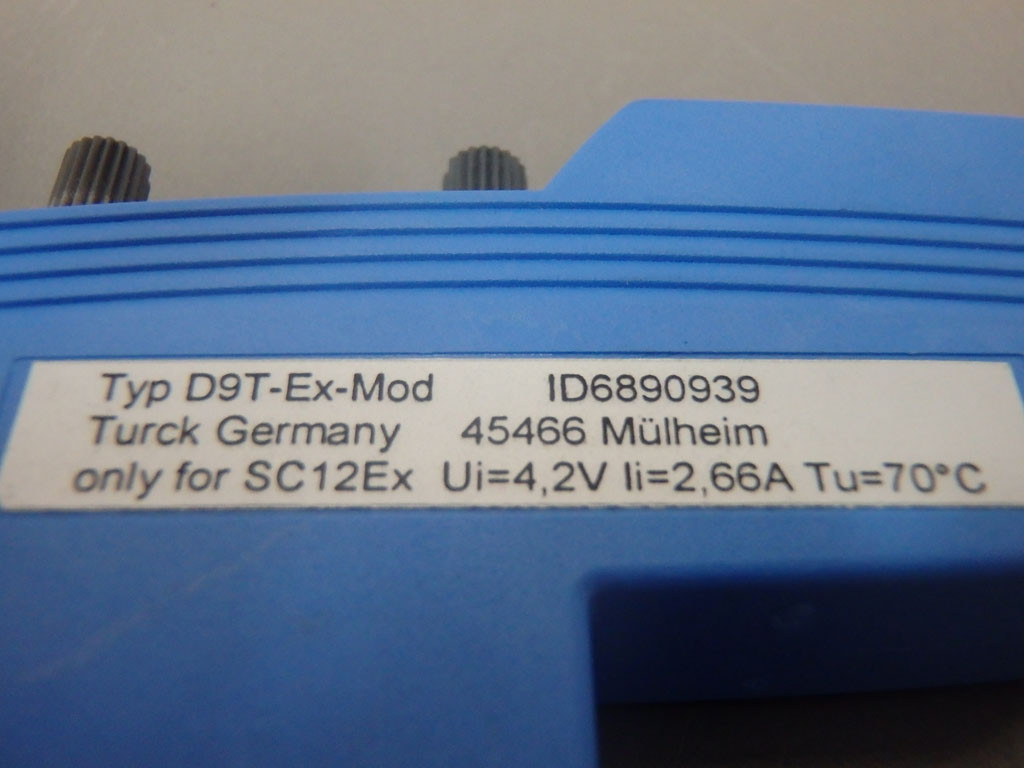 Typ D9T-Ex-Mod ID6890939
Turck Germany 45466 Mülheim
only for SC12Ex Ui=4,2V Ii=2,66A Tu=70°C